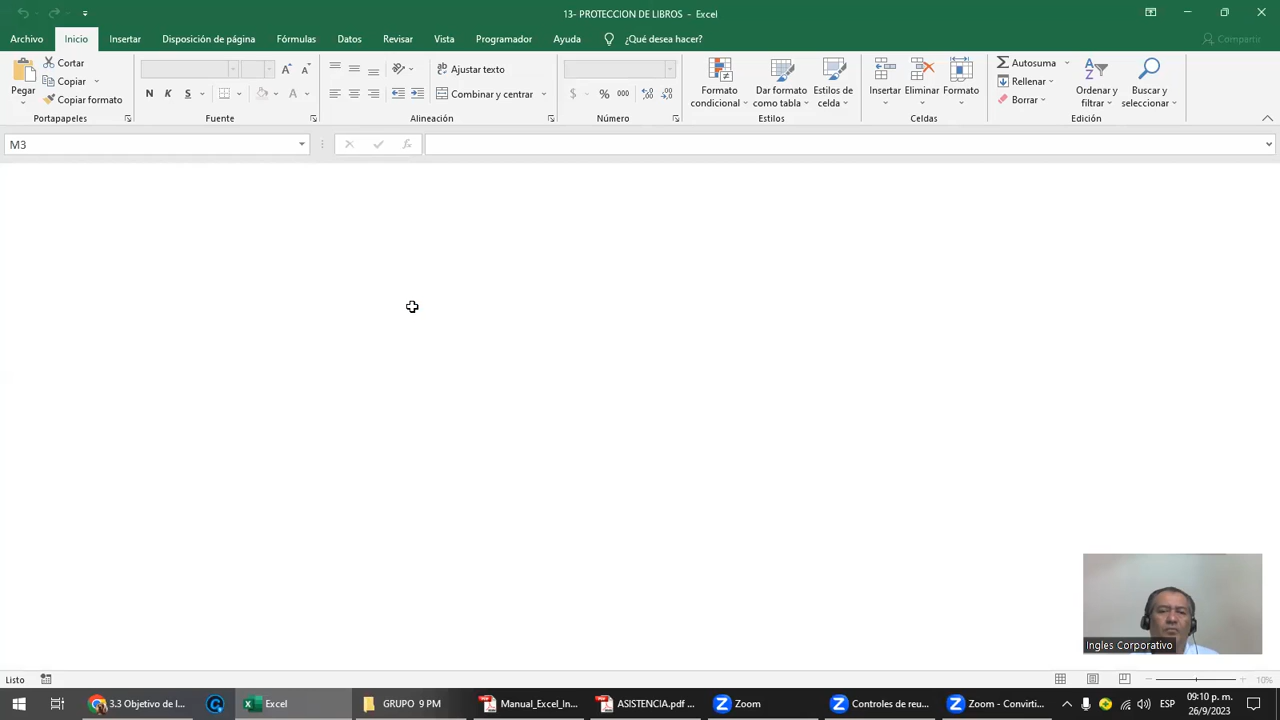 13- PROTECCION DE LIBROS - Excel
Archivo Inicio Insertar Disposición de página Fórmulas Datos Revisar Vista Programador Ayuda ¿Qué desea hacer? Compartir
Pegar
Cortar
Copiar
Copiar formato
Portapapeles
N K S
Fuente
Ajustar texto
Combinar y centrar
Alineación
$ % 000
Número
Formato condicional
Dar formato como tabla
Estilos de celda
Estilos
Insertar
Eliminar
Formato
Celdas
Autosuma
Rellenar
Borrar
Ordenar y filtrar
Buscar y seleccionar
Edición
M3
fx
Ingles Corporativo
Listo
10%
3.3 Objetivo de l...
Excel
GRUPO 9 PM
Manual_Excel_In...
ASISTENCIA.pdf ...
Zoom
Controles de reu...
Zoom - Convirti...
ESP
09:10 p. m.
26/9/2023